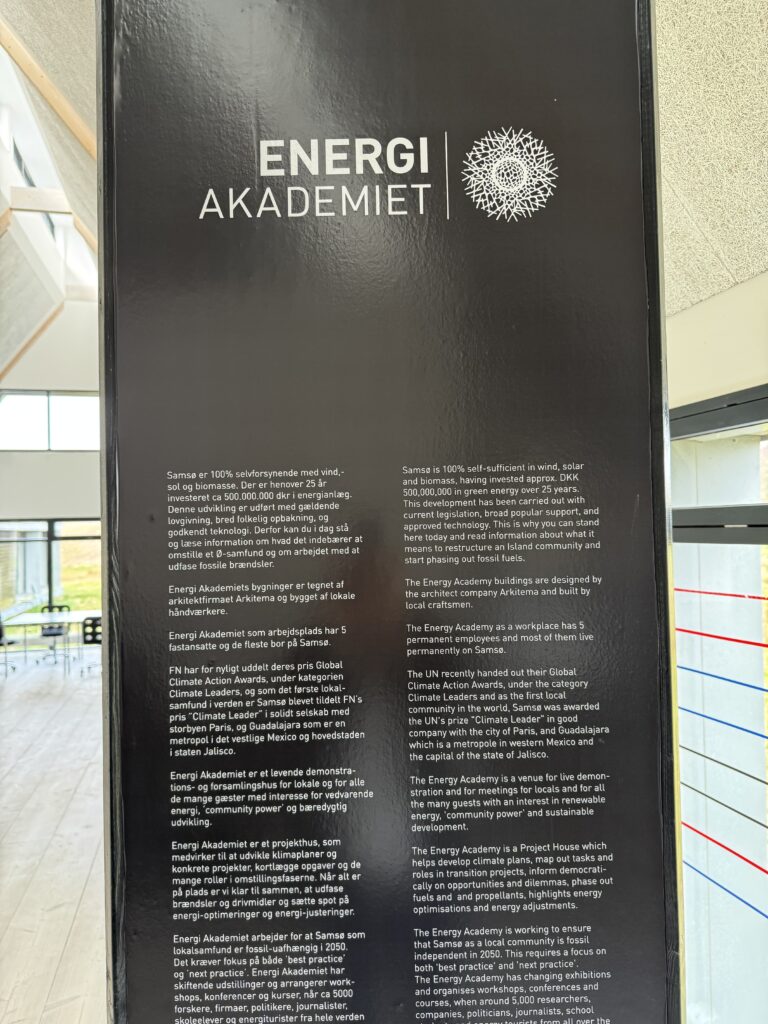 ENERGI
AKADEMIET
Samsø er 100% selvforsynende med vind,-
sol og biomasse. Der er henover 25 år
investeret ca 500.000.000 dkr i energianlæg.
Denne udvikling er udført med gældende
lovgivning, bred folkelig opbakning, og
godkendt teknologi. Derfor kan du i dag stå
og læse information om hvad det indebærer at
omstille et Ø-samfund og om arbejdet med at
udfase fossile brændsler.
Energi Akademiets bygninger er tegnet af
arkitektfirmaet Arkitema og bygget af lokale
håndværkere.
Energi Akademiet som arbejdsplads har 5
fastansatte og de fleste bor på Samsø.
FN har for nyligt uddelt deres pris Global
Climate Action Awards, under kategorien
Climate Leaders, og som det første lokal-
samfund i verden er Samsø blevet tildelt FN's
pris "Climate Leader" i solidt selskab med
storbyen Paris, og Guadalajara som er en
metropol i det vestlige Mexico og hovedstaden
i staten Jalisco.
Energi Akademiet er et levende demonstra-
tions- og forsamlingshus for lokale og for alle
de mange gæster med interesse for vedvarende
energi, 'community power' og bæredygtig
udvikling.
Energi Akademiet er et projekthus, som
medvirker til at udvikle klimaplaner og
konkrete projekter, kortlægge opgaver og de
mange roller i omstillingsfaserne. Når alt er
på plads er vi klar til sammen, at udfase
brændsler og drivmidler og sætte spot på
energi-optimeringer og energi-justeringer.
Energi Akademiet arbejder for at Samsø som
lokalsamfund er fossil-uafhængig i 2050.
Det kræver fokus på både 'best practice'
og 'next practice'. Energi Akademiet har
skiftende udstillinger og arrangerer work-
shops, konferencer og kurser, når ca 5000
forskere, firmaer, politikere, journalister,
skoleelever og energiturister fra hele verden
Samsø is 100% self-sufficient in wind, solar
and biomass, having invested approx. DKK
500,000,000 in green energy over 25 years.
This development has been carried out with
current legislation, broad popular support, and
approved technology. This is why you can stand
here today and read information about what it
means to restructure an Island community and
start phasing out fossil fuels.
The Energy Academy buildings are designed by
the architect company Arkitema and built by
local craftsmen.
The Energy Academy as a workplace has 5
permanent employees and most of them live
permanently on Samsø.
The UN recently handed out their Global
Climate Action Awards, under the category
Climate Leaders and as the first local
community in the world, Samsø was awarded
the UN's prize "Climate Leader" in good
company with the city of Paris, and Guadalajara
which is a metropole in western Mexico and
the capital of the state of Jalisco.
The Energy Academy is a venue for live demon-
stration and for meetings for locals and for all
the many guests with an interest in renewable
energy, 'community power' and sustainable
development.
The Energy Academy is a Project House which
helps develop climate plans, map out tasks and
roles in transition projects, inform democrati-
cally on opportunities and dilemmas, phase out
fuels and and propellants, highlights energy
optimisations and energy adjustments.
The Energy Academy is working to ensure
that Samsø as a local community is fossil
independent in 2050. This requires a focus on
both 'best practice' and 'next practice'.
The Energy Academy has changing exhibitions
and organises workshops, conferences and
courses, when around 5,000 researchers,
companies, politicians, journalists, school
and energy tourists from all over the